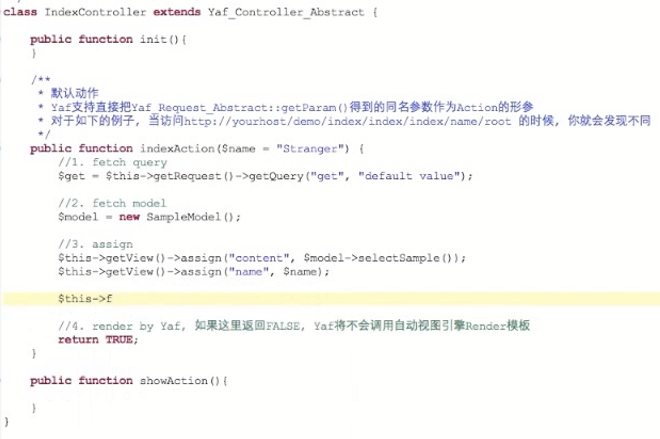 class IndexController extends Yaf_Controller_Abstract {
public function init(){
}
/**
* 默认动作
* Yaf支持直接把Yaf_Request_Abstract::getParam()得到的同名参数作为Action的形参
* 对于如下的例子, 当访问http://yourhost/demo/index/index/index/name/root 的时候, 你就会发现不同
*/
public function indexAction($name = "Stranger") {
//1. fetch query
$get = $this->getRequest()->getQuery("get", "default value");
//2. fetch model
$model = new SampleModel();
//3. assign
$this->getView()->assign("content", $model->selectSample());
$this->getView()->assign("name", $name);
$this->f
//4. render by Yaf, 如果这里返回FALSE, Yaf将不会调用自动视图引擎Render模板
return TRUE;
}
public function showAction(){
}
}